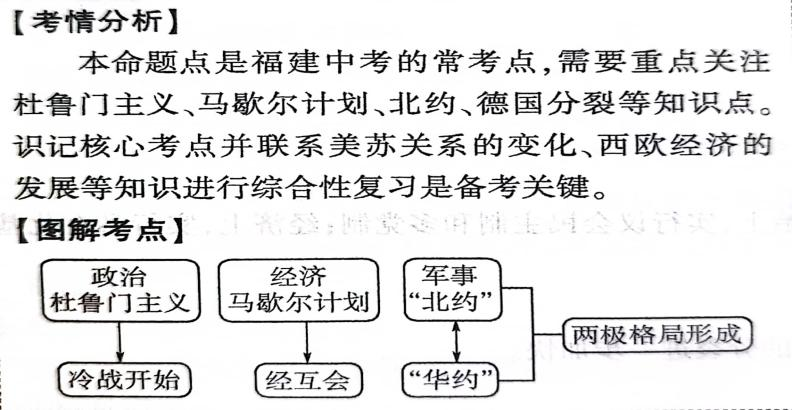 【考情分析】
本命题点是福建中考的常考点,需要重点关注
杜鲁门主义、马歇尔计划、北约、德国分裂等知识点。
识记核心考点并联系美苏关系的变化、西欧经济的
发展等知识进行综合性复习是备考关键。
【图解考点】
政治
杜鲁门主义
经济
马歇尔计划
军事
“北约”
两极格局形成
冷战开始
经互会
“华约”